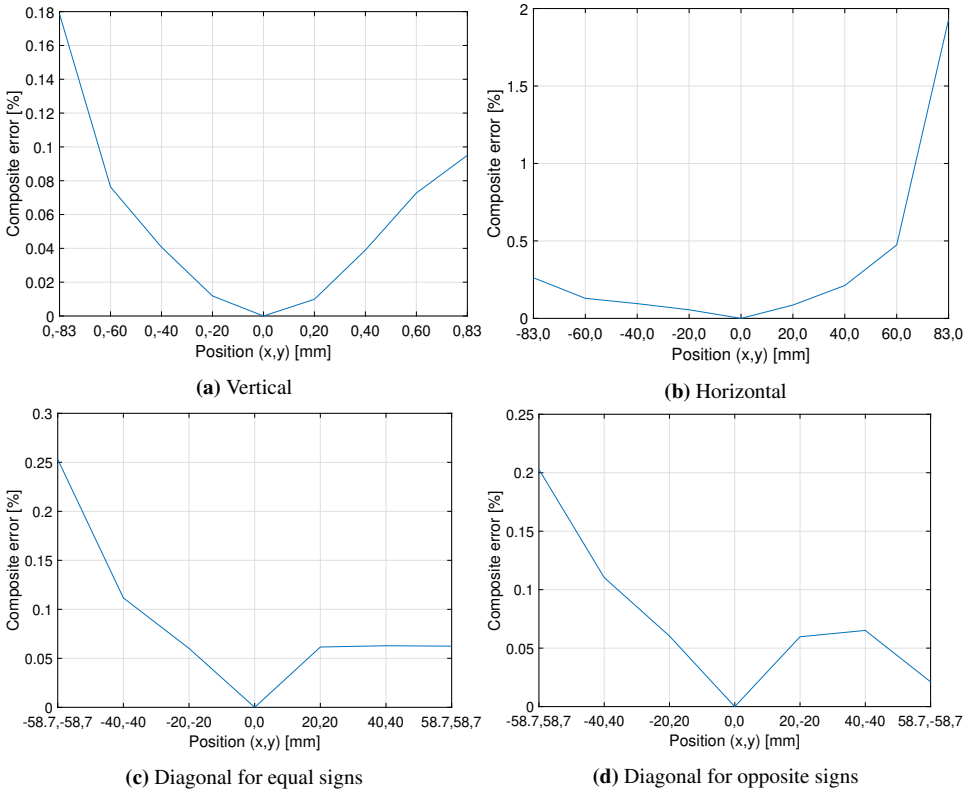 0.18
0.16
0.14
0.12
0.1
0.08
0.06
0.04
0.02
0
Composite error [%]
0,-83 0,-60 0,-40 0,-20 0,0 0,20 0,40 0,60 0,83
Position (x,y) [mm]
(a) Vertical
2
1.5
1
0.5
0
Composite error [%]
-83,0 -60,0 -40,0 -20,0 0,0 20,0 40,0 60,0 83,0
Position (x,y) [mm]
(b) Horizontal
0.3
0.25
0.2
0.15
0.1
0.05
0
Composite error [%]
-58.7,-58,7 -40,-40 -20,-20 0,0 20,20 40,40 58.7,58,7
Position (x,y) [mm]
(c) Diagonal for equal signs
0.25
0.2
0.15
0.1
0.05
0
Composite error [%]
-58.7,58,7 -40,40 -20,20 0,0 20,-20 40,-40 58.7,-58,7
Position (x,y) [mm]
(d) Diagonal for opposite signs